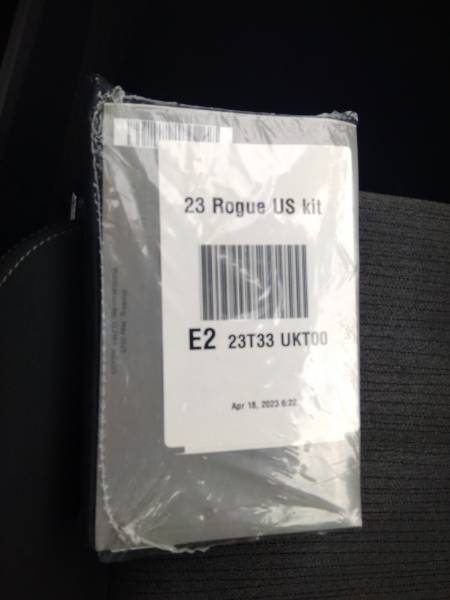 23 Rogue US kit
E2 23T33 UKT00
Apr 18, 2023 6:22